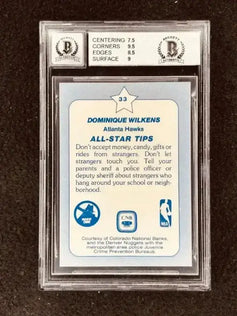 CENTERING 7.5
CORNERS 9.5
EDGES 8.5
SURFACE 9
33
DOMINIQUE WILKENS
Atlanta Hawks
ALL-STAR TIPS
Don't accept money, candy, gifts or
rides from strangers. Don't let
strangers touch you. Tell your
parents and a police officer or
deputy sheriff about strangers who
hang around your school or neigh-
borhood.
CNB
NBA
Courtesy of Colorado National Banks,
and the Denver Nuggets with the
metropolitan area police Juvenile
Crime Prevention Bureaus.